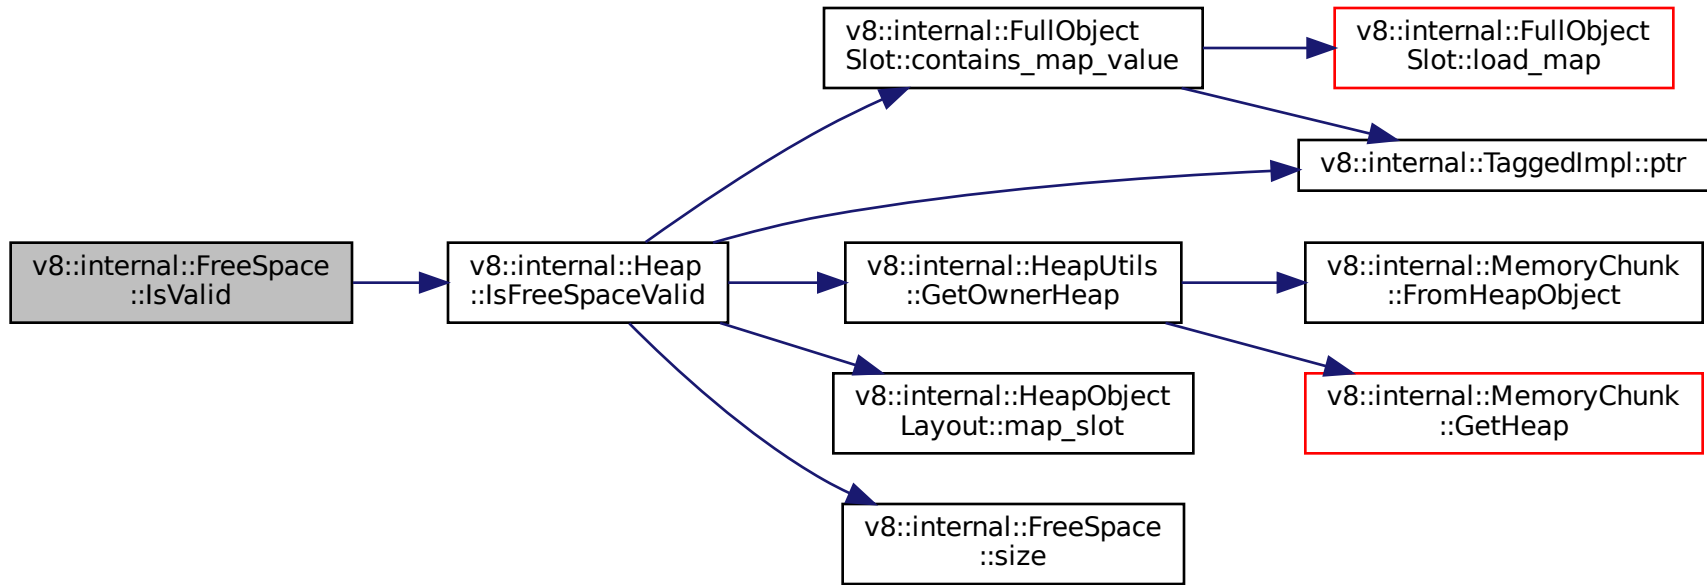 v8::internal::FreeSpace
::IsValid
v8::internal::Heap
::IsFreeSpaceValid
v8::internal::FullObject
Slot::contains_map_value
v8::internal::FullObject
Slot::load_map
v8::internal::TaggedImpl::ptr
v8::internal::HeapUtils
::GetOwnerHeap
v8::internal::MemoryChunk
::FromHeapObject
v8::internal::MemoryChunk
::GetHeap
v8::internal::HeapObject
Layout::map_slot
v8::internal::FreeSpace
::size